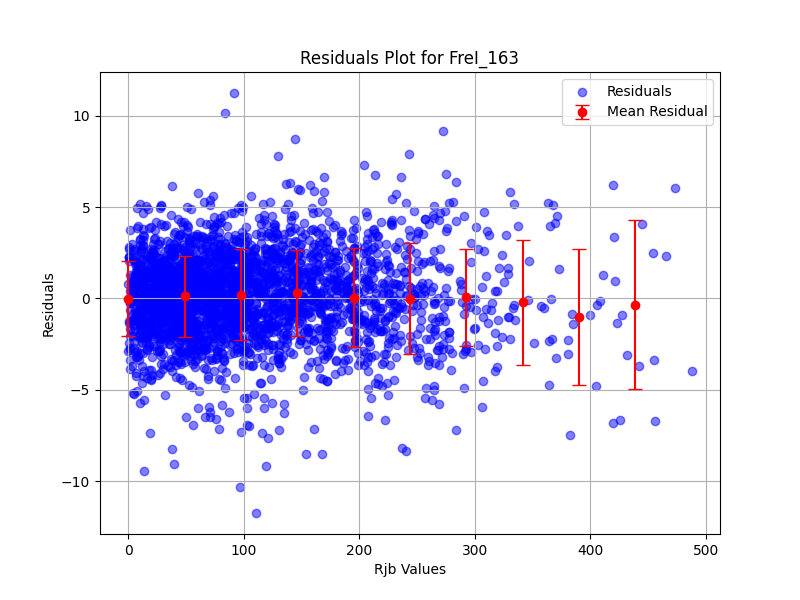 Residuals Plot for FreI_163
Residuals
Mean Residual
10
5
0
−5
−10
Residuals
0 100 200 300 400 500
Rjb Values